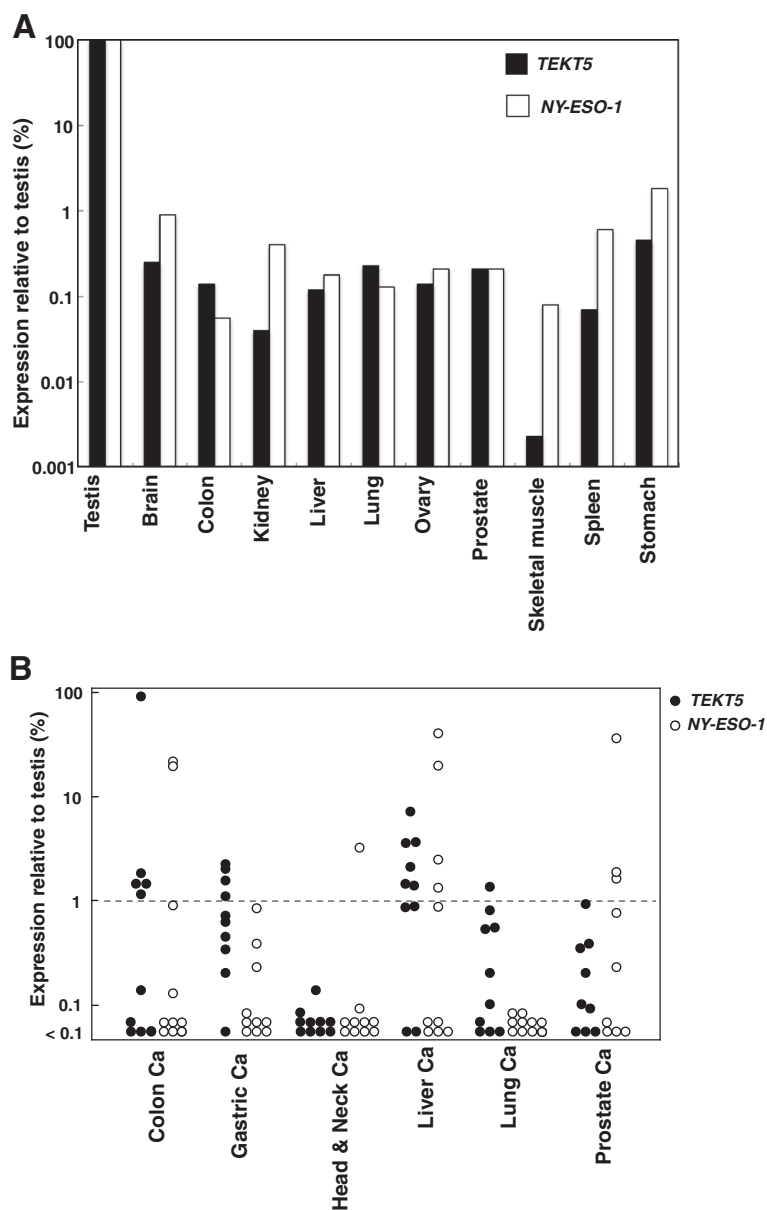 A
Expression relative to testis (%)
100
10
1
0.1
0.01
0.001
TEKT5
NY-ESO-1
Testis
Brain
Colon
Kidney
Liver
Lung
Ovary
Prostate
Skeletal muscle
Spleen
Stomach
B
Expression relative to testis (%)
100
10
1
0.1
< 0.1
TEKT5
NY-ESO-1
Colon Ca
Gastric Ca
Head & Neck Ca
Liver Ca
Lung Ca
Prostate Ca